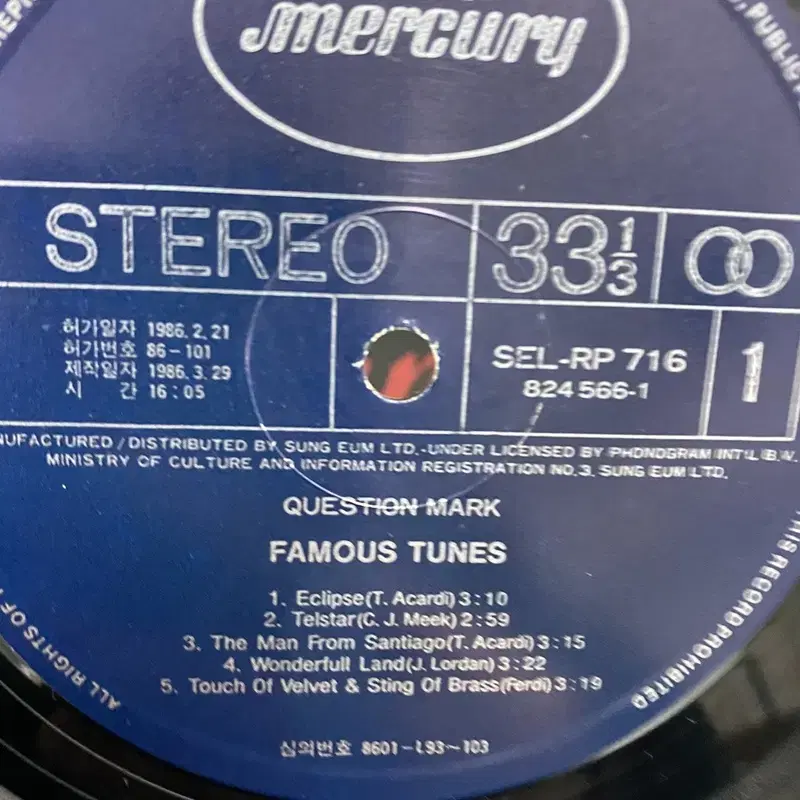 mercury
STEREO
33 1/3
허가일자 1986. 2. 21
허가번호 86-101
제작일자 1986. 3. 29
시 간 16:05
SEL-RP 716
824 566-1
1
NUFACTURED/DISTRIBUTED BY SUNG EUM LTD.-UNDER LICENSED BY PHONOGRAM INT'L B.V.
MINISTRY OF CULTURE AND INFORMATION REGISTRATION NO.3. SUNG EUM LTD.
QUESTION MARK
FAMOUS TUNES
1. Eclipse(T. Acardi) 3:10
2. Telstar(C. J. Meek) 2:59
3. The Man From Santiago(T. Acardi) 3:15
4. Wonderfull Land(J. Lordan) 3:22
5. Touch Of Velvet & Sting Of Brass(Ferdi) 3:19
심의번호 8601-L93-103
ALL RIGHTS OF
THIS RECORD PROHIBITED
PUBLIC